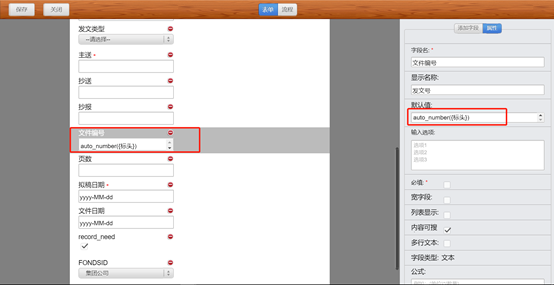 保存
关闭
表单 流程
发文类型
--请选择--
主送 *
抄送
抄报
文件编号
auto_number({标头})
页数
拟稿日期 *
yyyy-MM-dd
文件日期
yyyy-MM-dd
record_need
FONDSID
集团公司
添加字段 属性
字段名: *
文件编号
显示名称:
发文号
默认值:
auto_number({标头})
输入选项:
选项1
选项2
选项3
必值: *
宽字段:
列表显示:
内容可搜
多行文本:
字段类型: 文本
公式: